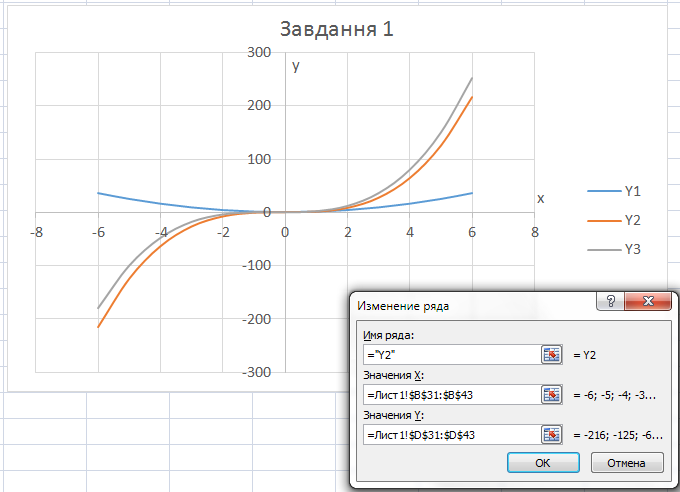 Завдання 1
y
300
200
100
0
-100
-200
-300
-8 -6 -4 -2 0 2 4 6 8
x
Y1
Y2
Y3
Изменение ряда
?
Имя ряда:
="Y2" = Y2
Значения X:
=Лист1!$B$31:$B$43 = -6; -5; -4; -3...
Значения Y:
=Лист1!$D$31:$D$43 = -216; -125; -6...
ОК Отмена